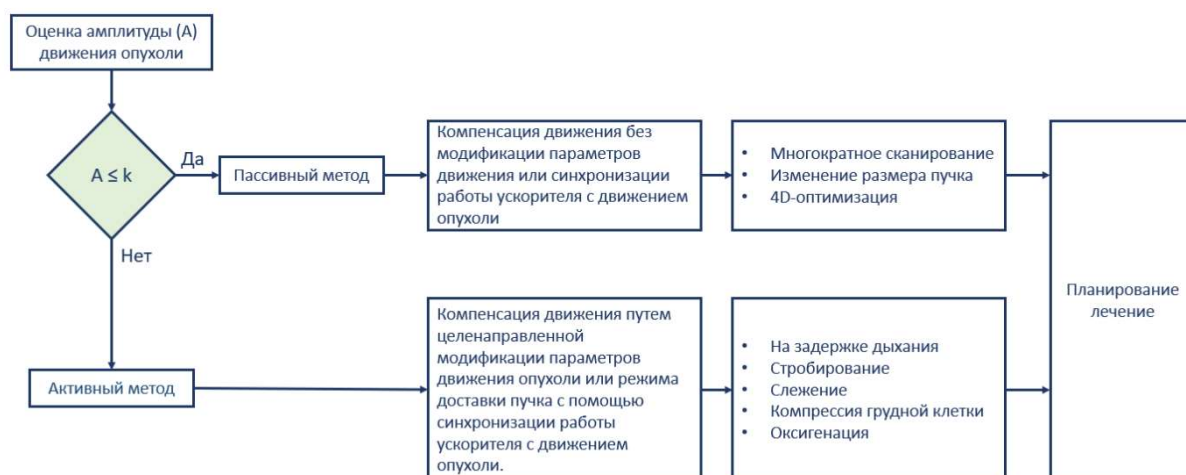 Оценка амплитуды (А)
движения опухоли
A ≤ k
Да
Нет
Пассивный метод
Компенсация движения без
модификации параметров
движения или синхронизации
работы ускорителя с движением
опухоли
• Многократное сканирование
• Изменение размера пучка
• 4D-оптимизация
Активный метод
Компенсация движения путем
целенаправленной
модификации параметров
движения опухоли или режима
доставки пучка с помощью
синхронизации работы
ускорителя с движением
опухоли.
• На задержке дыхания
• Стробирование
• Слежение
• Компрессия грудной клетки
• Оксигенация
Планирование
лечение